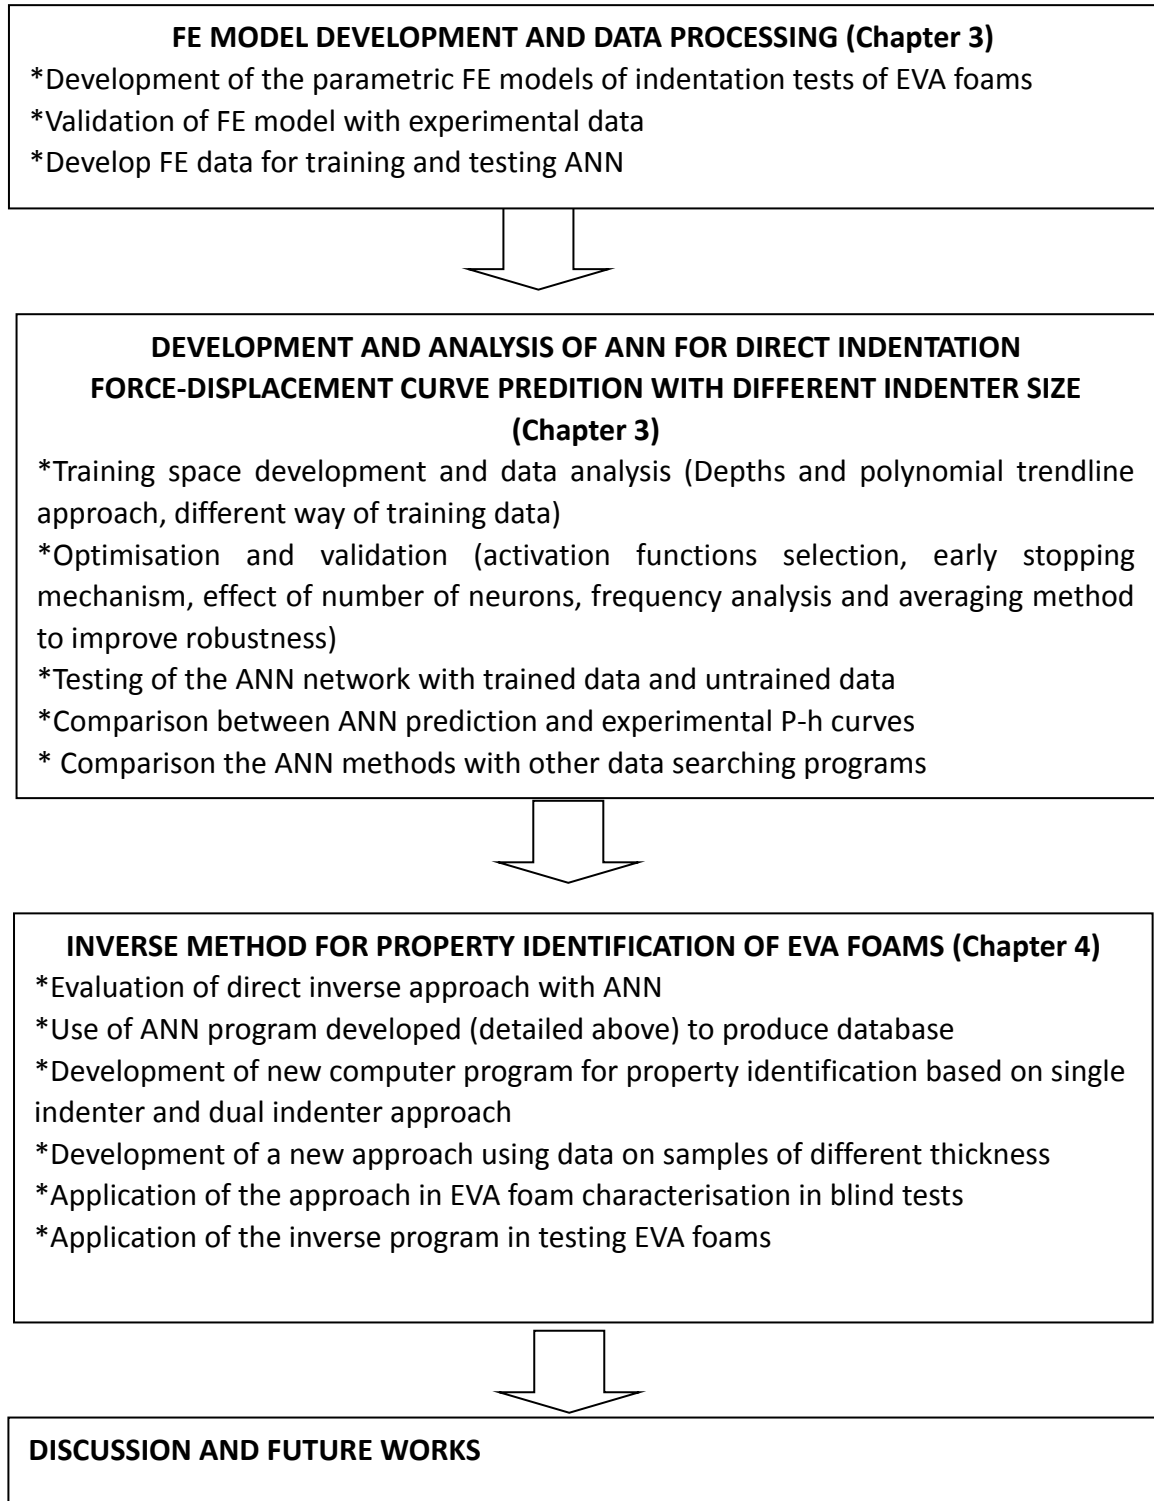 FE MODEL DEVELOPMENT AND DATA PROCESSING (Chapter 3)
*Development of the parametric FE models of indentation tests of EVA foams
*Validation of FE model with experimental data
*Develop FE data for training and testing ANN
DEVELOPMENT AND ANALYSIS OF ANN FOR DIRECT INDENTATION
FORCE-DISPLACEMENT CURVE PREDITION WITH DIFFERENT INDENTER SIZE
(Chapter 3)
*Training space development and data analysis (Depths and polynomial trendline
approach, different way of training data)
*Optimisation and validation (activation functions selection, early stopping
mechanism, effect of number of neurons, frequency analysis and averaging method
to improve robustness)
*Testing of the ANN network with trained data and untrained data
*Comparison between ANN prediction and experimental P-h curves
* Comparison the ANN methods with other data searching programs
INVERSE METHOD FOR PROPERTY IDENTIFICATION OF EVA FOAMS (Chapter 4)
*Evaluation of direct inverse approach with ANN
*Use of ANN program developed (detailed above) to produce database
*Development of new computer program for property identification based on single
indenter and dual indenter approach
*Development of a new approach using data on samples of different thickness
*Application of the approach in EVA foam characterisation in blind tests
*Application of the inverse program in testing EVA foams
DISCUSSION AND FUTURE WORKS